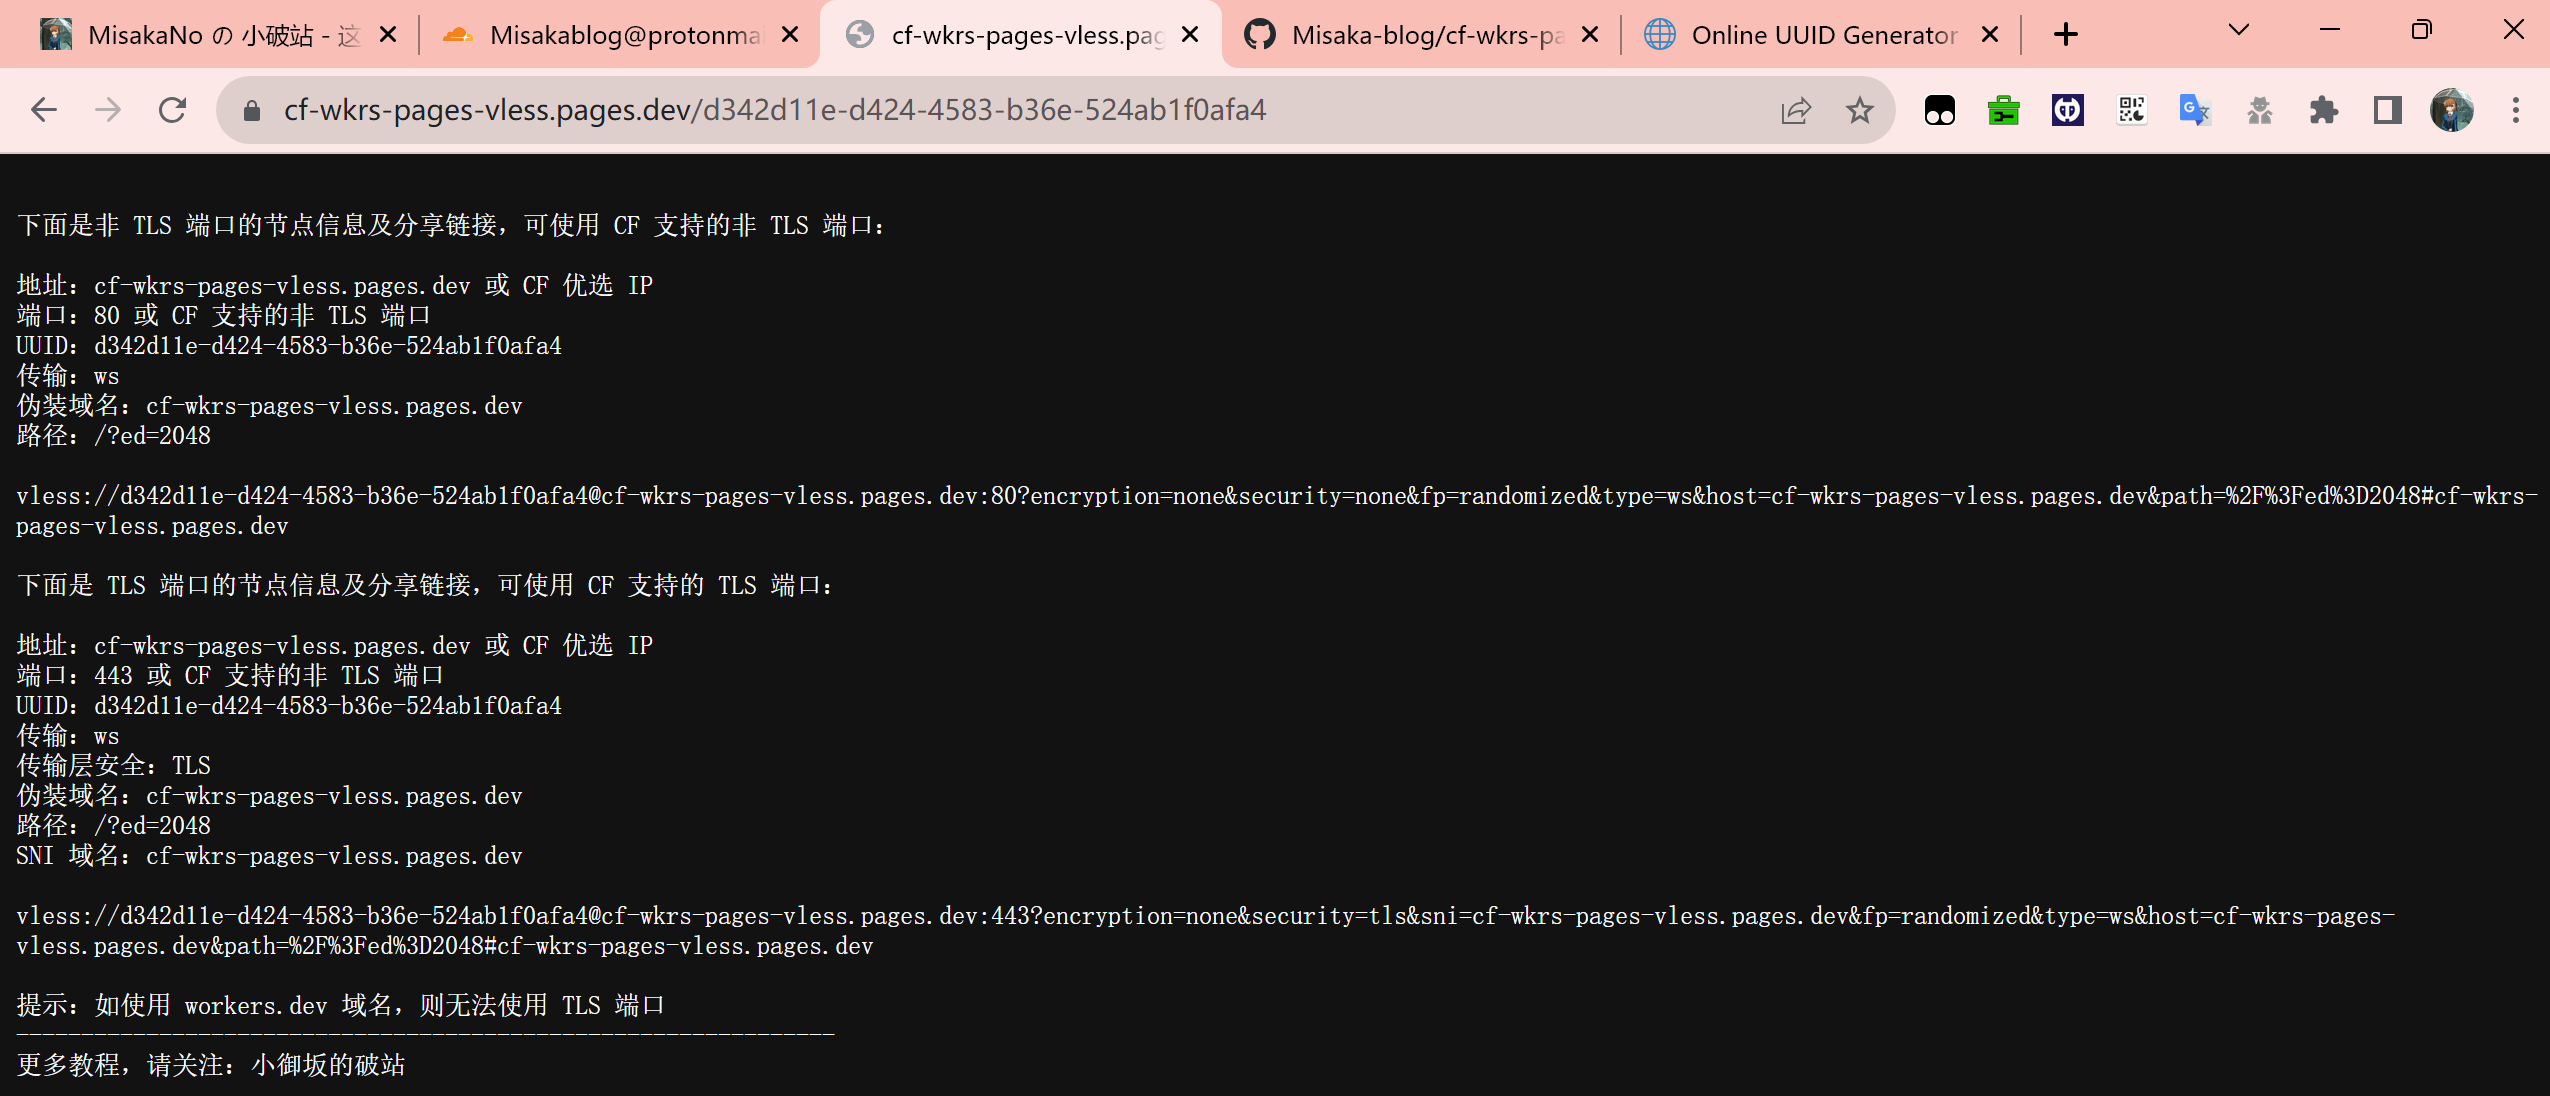 MisakaNo の 小破站 - 这
Misakablog@protonmai
cf-wkrs-pages-vless.pag
Misaka-blog/cf-wkrs-pa
Online UUID Generator
cf-wkrs-pages-vless.pages.dev/d342d11e-d424-4583-b36e-524ab1f0afa4
下面是非 TLS 端口的节点信息及分享链接，可使用 CF 支持的非 TLS 端口：
地址：cf-wkrs-pages-vless.pages.dev 或 CF 优选 IP
端口：80 或 CF 支持的非 TLS 端口
UUID：d342d11e-d424-4583-b36e-524ab1f0afa4
传输：ws
伪装域名：cf-wkrs-pages-vless.pages.dev
路径：/?ed=2048
vless://d342d11e-d424-4583-b36e-524ab1f0afa4@cf-wkrs-pages-vless.pages.dev:80?encryption=none&security=none&fp=randomized&type=ws&host=cf-wkrs-pages-vless.pages.dev&path=%2F%3Fed%3D2048#cf-wkrs-
pages-vless.pages.dev
下面是 TLS 端口的节点信息及分享链接，可使用 CF 支持的 TLS 端口：
地址：cf-wkrs-pages-vless.pages.dev 或 CF 优选 IP
端口：443 或 CF 支持的非 TLS 端口
UUID：d342d11e-d424-4583-b36e-524ab1f0afa4
传输：ws
传输层安全：TLS
伪装域名：cf-wkrs-pages-vless.pages.dev
路径：/?ed=2048
SNI 域名：cf-wkrs-pages-vless.pages.dev
vless://d342d11e-d424-4583-b36e-524ab1f0afa4@cf-wkrs-pages-vless.pages.dev:443?encryption=none&security=tls&sni=cf-wkrs-pages-vless.pages.dev&fp=randomized&type=ws&host=cf-wkrs-pages-
vless.pages.dev&path=%2F%3Fed%3D2048#cf-wkrs-pages-vless.pages.dev
提示：如使用 workers.dev 域名，则无法使用 TLS 端口
---------------------------------------------------------------
更多教程，请关注：小御坂的破站